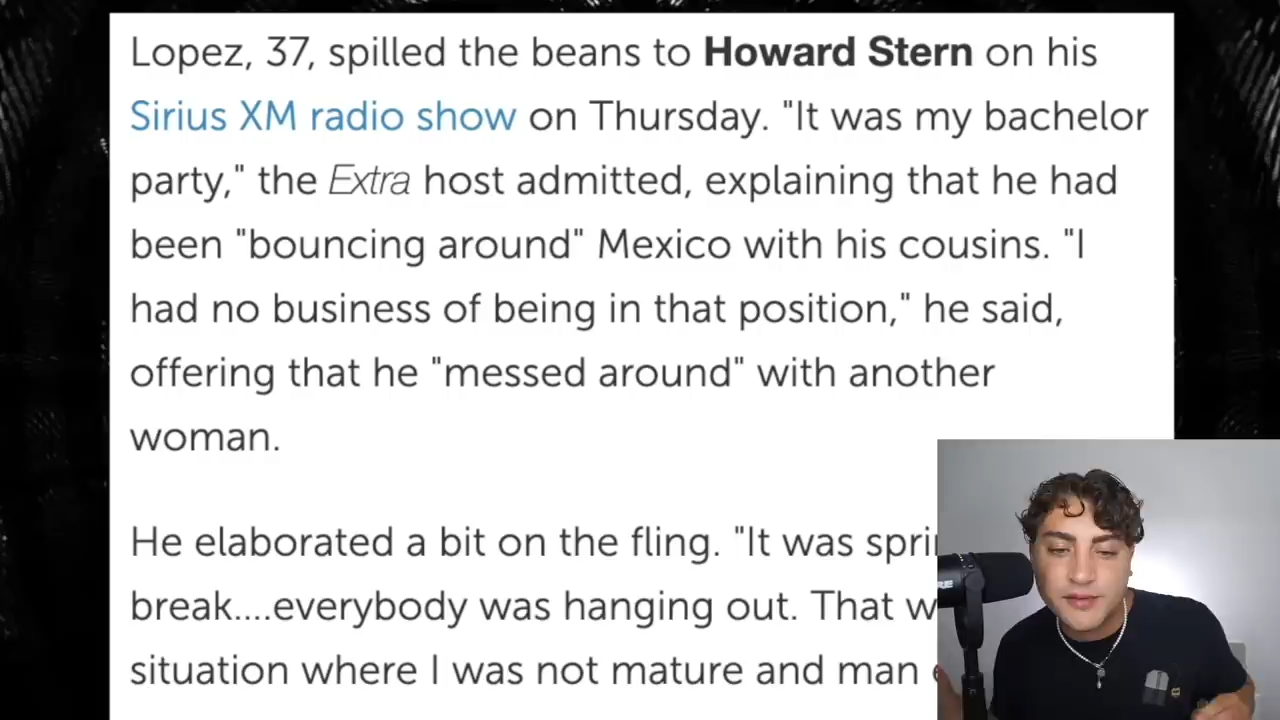 Lopez, 37, spilled the beans to Howard Stern on his
Sirius XM radio show on Thursday. "It was my bachelor
party," the Extra host admitted, explaining that he had
been "bouncing around" Mexico with his cousins. "I
had no business of being in that position," he said,
offering that he "messed around" with another
woman.
He elaborated a bit on the fling. "It was
break....everybody was hanging out. That
situation where I was not mature and man